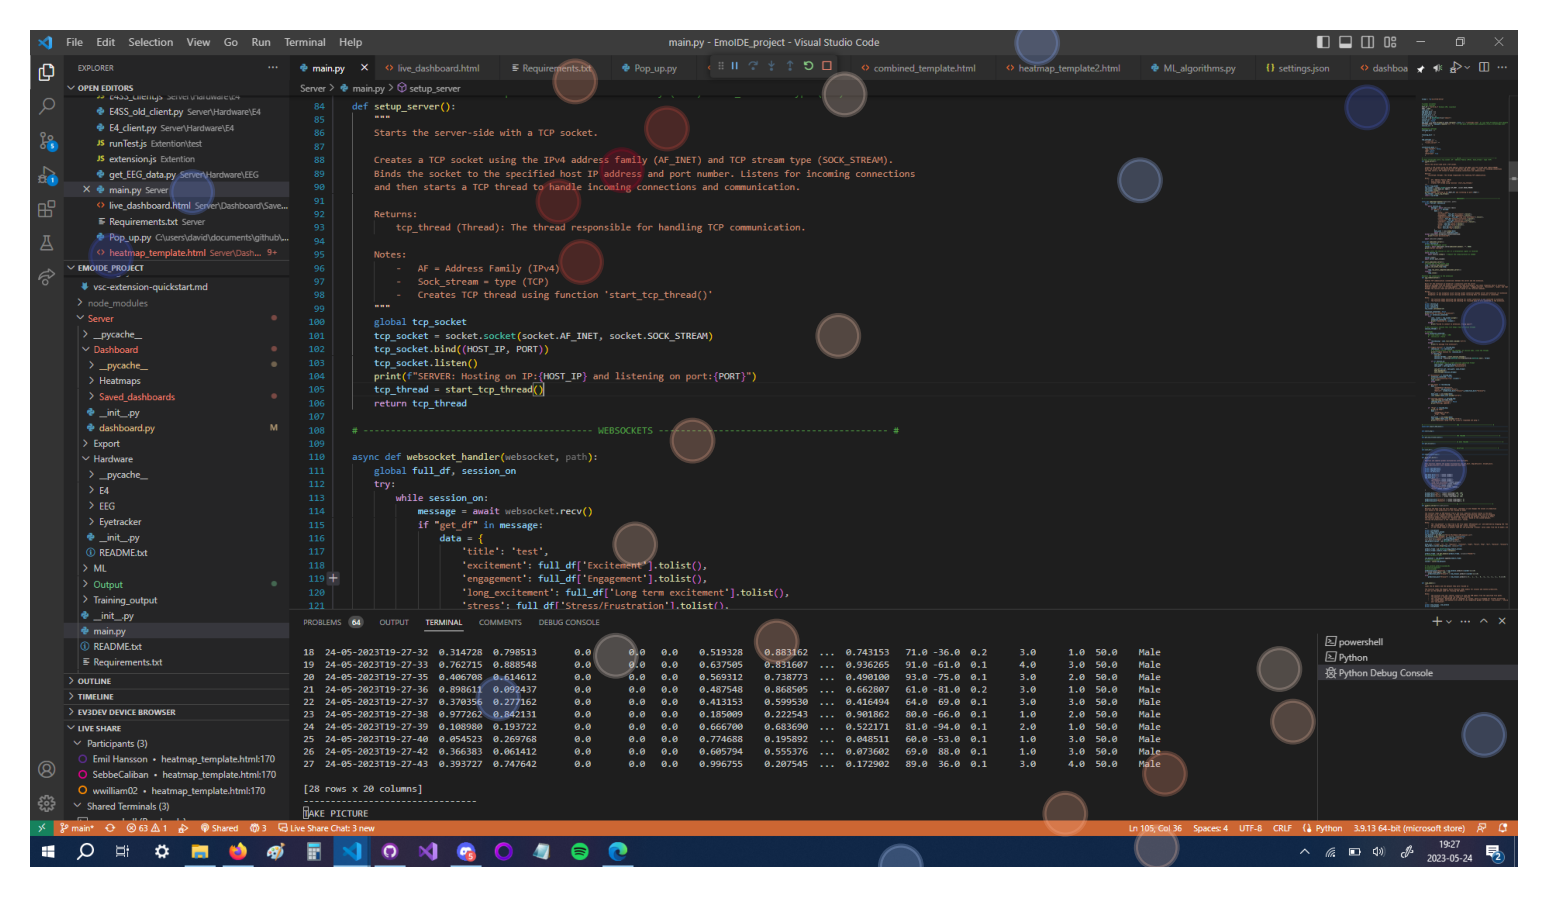 File Edit Selection View Go Run Terminal Help
main.py - EmoIDE_project - Visual Studio Code
EXPLORER
main.py live_dashboard.html Requirements.txt Pop_up.py combined_template.html heatmap_template2.html ML_algorithms.py settings.json dashboa
OPEN EDITORS
Server > main.py > setup_server
E4SS_old_client.py Server\Hardware\E4
E4_client.py Server\Hardware\E4
runTest.js Extention\test
extension.js Extention
get_EEG_data.py Server\Hardware\EEG
main.py Server
live_dashboard.html Server\Dashboard\Save...
Requirements.txt Server
Pop_up.py C:\users\david\documents\github\...
heatmap_template.html Server\Dash... 9+
EMOIDE_PROJECT
vsc-extension-quickstart.md
node_modules
Server
__pycache__
Dashboard
__pycache__
Heatmaps
Saved_dashboards
__init__.py
dashboard.py M
Export
Hardware
__pycache__
E4
EEG
Eyetracker
__init__.py
README.txt
ML
Output
Training_output
__init__.py
main.py
README.txt
Requirements.txt
OUTLINE
TIMELINE
EV3DEV DEVICE BROWSER
LIVE SHARE
Participants (3)
Emil Hansson • heatmap_template.html:170
SebbeCaliban • heatmap_template.html:170
wwilliam02 • heatmap_template.html:170
Shared Terminals (3)
84 def setup_server():
85 """
86 Starts the server-side with a TCP socket.
87
88 Creates a TCP socket using the IPv4 address family (AF_INET) and TCP stream type (SOCK_STREAM).
89 Binds the socket to the specified host IP address and port number. Listens for incoming connections
90 and then starts a TCP thread to handle incoming connections and communication.
91
92 Returns:
93 tcp_thread (Thread): The thread responsible for handling TCP communication.
94
95 Notes:
96 - AF = Address Family (IPv4)
97 - Sock_stream = type (TCP)
98 - Creates TCP thread using function 'start_tcp_thread()'
99 """
100 global tcp_socket
101 tcp_socket = socket.socket(socket.AF_INET, socket.SOCK_STREAM)
102 tcp_socket.bind((HOST_IP, PORT))
103 tcp_socket.listen()
104 print(f"SERVER: Hosting on IP:{HOST_IP} and listening on port:{PORT}")
105 tcp_thread = start_tcp_thread()
106 return tcp_thread
107
108 # ------------------------------------------ WEBSOCKETS ------------------------------------------ #
109
110 async def websocket_handler(websocket, path):
111 global full_df, session_on
112 try:
113 while session_on:
114 message = await websocket.recv()
115 if "get_df" in message:
116 data = {
117 'title': 'test',
118 'excitement': full_df['Excitement'].tolist(),
119 'engagement': full_df['Engagement'].tolist(),
120 'long_excitement': full_df['Long term excitement'].tolist(),
121 'stress': full_df['Stress/Frustration'].tolist(),
PROBLEMS 64 OUTPUT TERMINAL COMMENTS DEBUG CONSOLE
18 24-05-2023T19-27-32 0.314728 0.798513 0.0 0.0 0.0 0.519328 0.883162 ... 0.743153 71.0 -36.0 0.2 3.0 1.0 50.0 Male
19 24-05-2023T19-27-33 0.762715 0.888548 0.0 0.0 0.0 0.637505 0.831607 ... 0.936265 91.0 -61.0 0.1 4.0 3.0 50.0 Male
20 24-05-2023T19-27-35 0.406708 0.614612 0.0 0.0 0.0 0.569312 0.738773 ... 0.490100 93.0 -75.0 0.1 3.0 2.0 50.0 Male
21 24-05-2023T19-27-36 0.898611 0.092437 0.0 0.0 0.0 0.487548 0.868505 ... 0.662807 61.0 -81.0 0.2 3.0 1.0 50.0 Male
22 24-05-2023T19-27-37 0.370356 0.277162 0.0 0.0 0.0 0.413153 0.599530 ... 0.416494 64.0 69.0 0.1 3.0 3.0 50.0 Male
23 24-05-2023T19-27-38 0.977262 0.842131 0.0 0.0 0.0 0.185009 0.222543 ... 0.901862 80.0 -66.0 0.1 1.0 2.0 50.0 Male
24 24-05-2023T19-27-39 0.108980 0.193722 0.0 0.0 0.0 0.666700 0.683690 ... 0.522171 81.0 -94.0 0.1 2.0 1.0 50.0 Male
25 24-05-2023T19-27-40 0.054523 0.269768 0.0 0.0 0.0 0.774688 0.195892 ... 0.048511 60.0 -53.0 0.1 1.0 3.0 50.0 Male
26 24-05-2023T19-27-42 0.366383 0.061412 0.0 0.0 0.0 0.605794 0.555376 ... 0.073602 69.0 88.0 0.1 1.0 3.0 50.0 Male
27 24-05-2023T19-27-43 0.393727 0.747642 0.0 0.0 0.0 0.996755 0.207545 ... 0.172902 89.0 36.0 0.1 3.0 4.0 50.0 Male
[28 rows x 20 columns]
--------------------------------
TAKE PICTURE
powershell
Python
Python Debug Console
main* 63 1 Shared 3 Live Share Chat: 3 new
Ln 105, Col 36 Spaces: 4 UTF-8 CRLF Python 3.9.13 64-bit (microsoft store)
19:27
2023-05-24